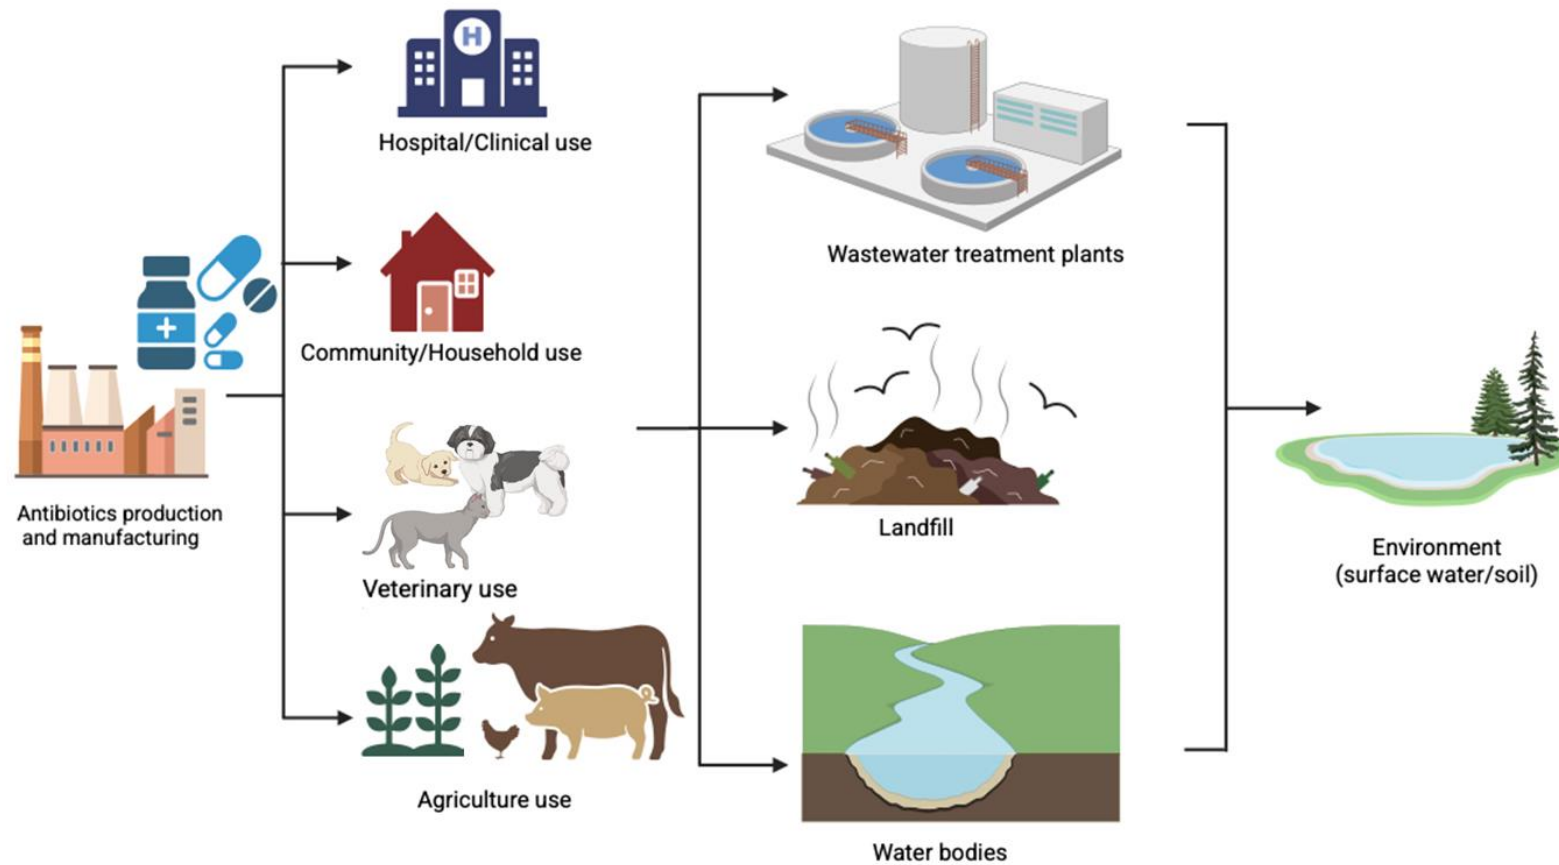 H
Hospital/Clinical use
Community/Household use
Antibiotics production
and manufacturing
Veterinary use
Agriculture use
Wastewater treatment plants
Landfill
Water bodies
Environment
(surface water/soil)